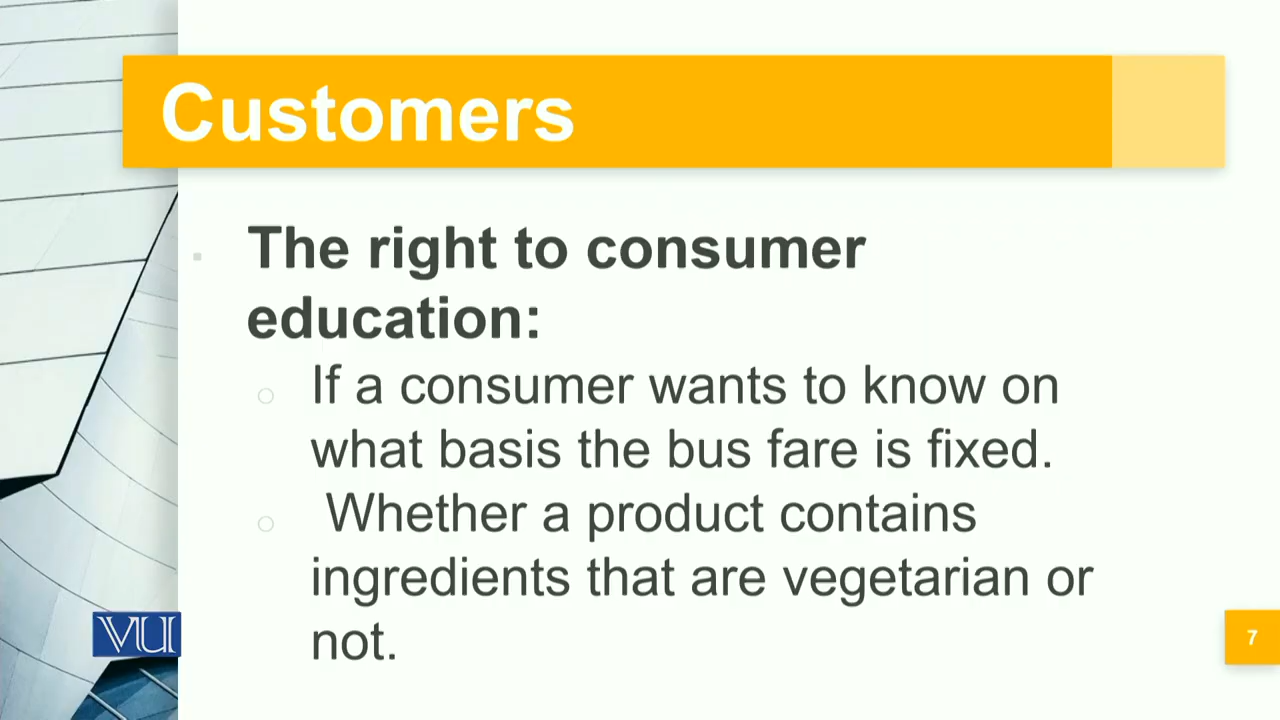 Customers
The right to consumer
education:
If a consumer wants to know on
what basis the bus fare is fixed.
Whether a product contains
ingredients that are vegetarian or
not.
VU
7